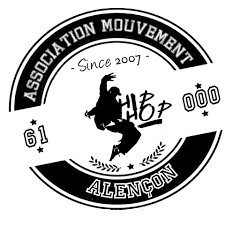 ASSOCIATION MOUVEMENT
- Since 2007 -
HIP
HOP
61 000
ALENÇON